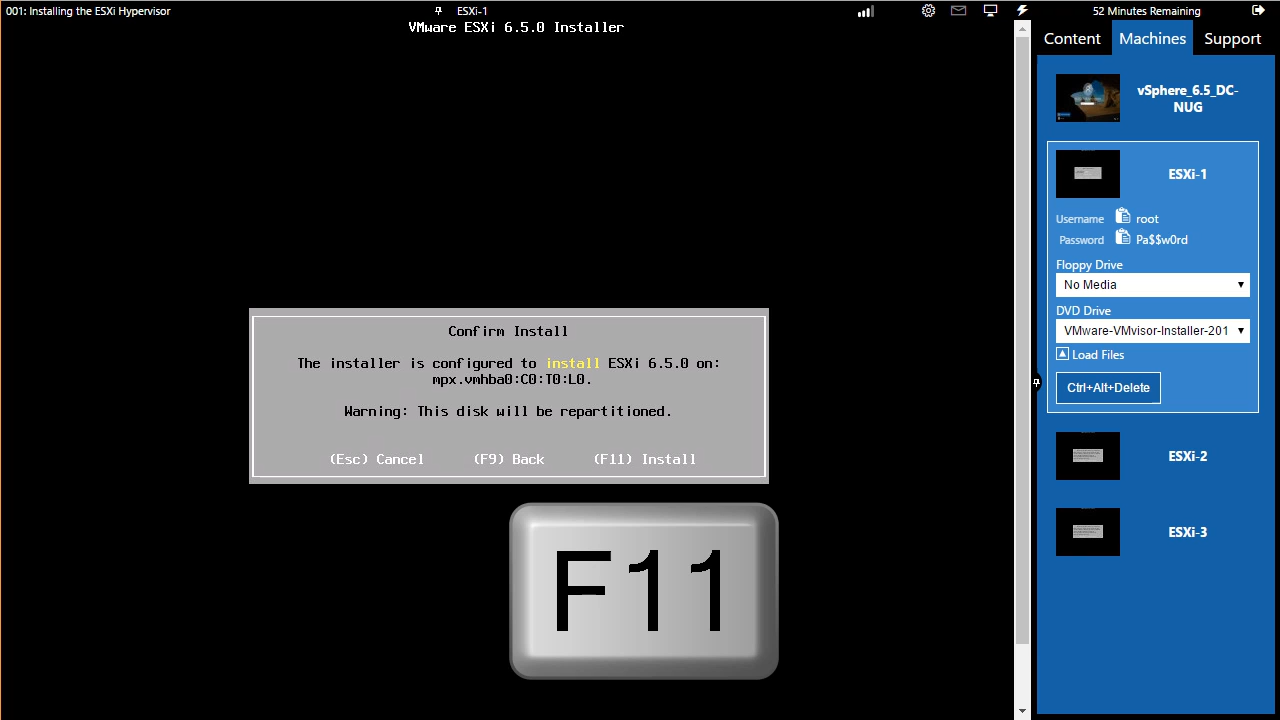 001: Installing the ESXi Hypervisor
ESXi-1
52 Minutes Remaining
VMware ESXi 6.5.0 Installer
Content
Machines
Support
vSphere_6.5_DC-
NUG
ESXi-1
Username root
Password Pa$$w0rd
Floppy Drive
No Media
DVD Drive
VMware-VMvisor-Installer-201
Load Files
Ctrl+Alt+Delete
ESXi-2
ESXi-3
Confirm Install
The installer is configured to install ESXi 6.5.0 on:
mpx.vmhba0:C0:T0:L0.
Warning: This disk will be repartitioned.
(Esc) Cancel (F9) Back (F11) Install
F11